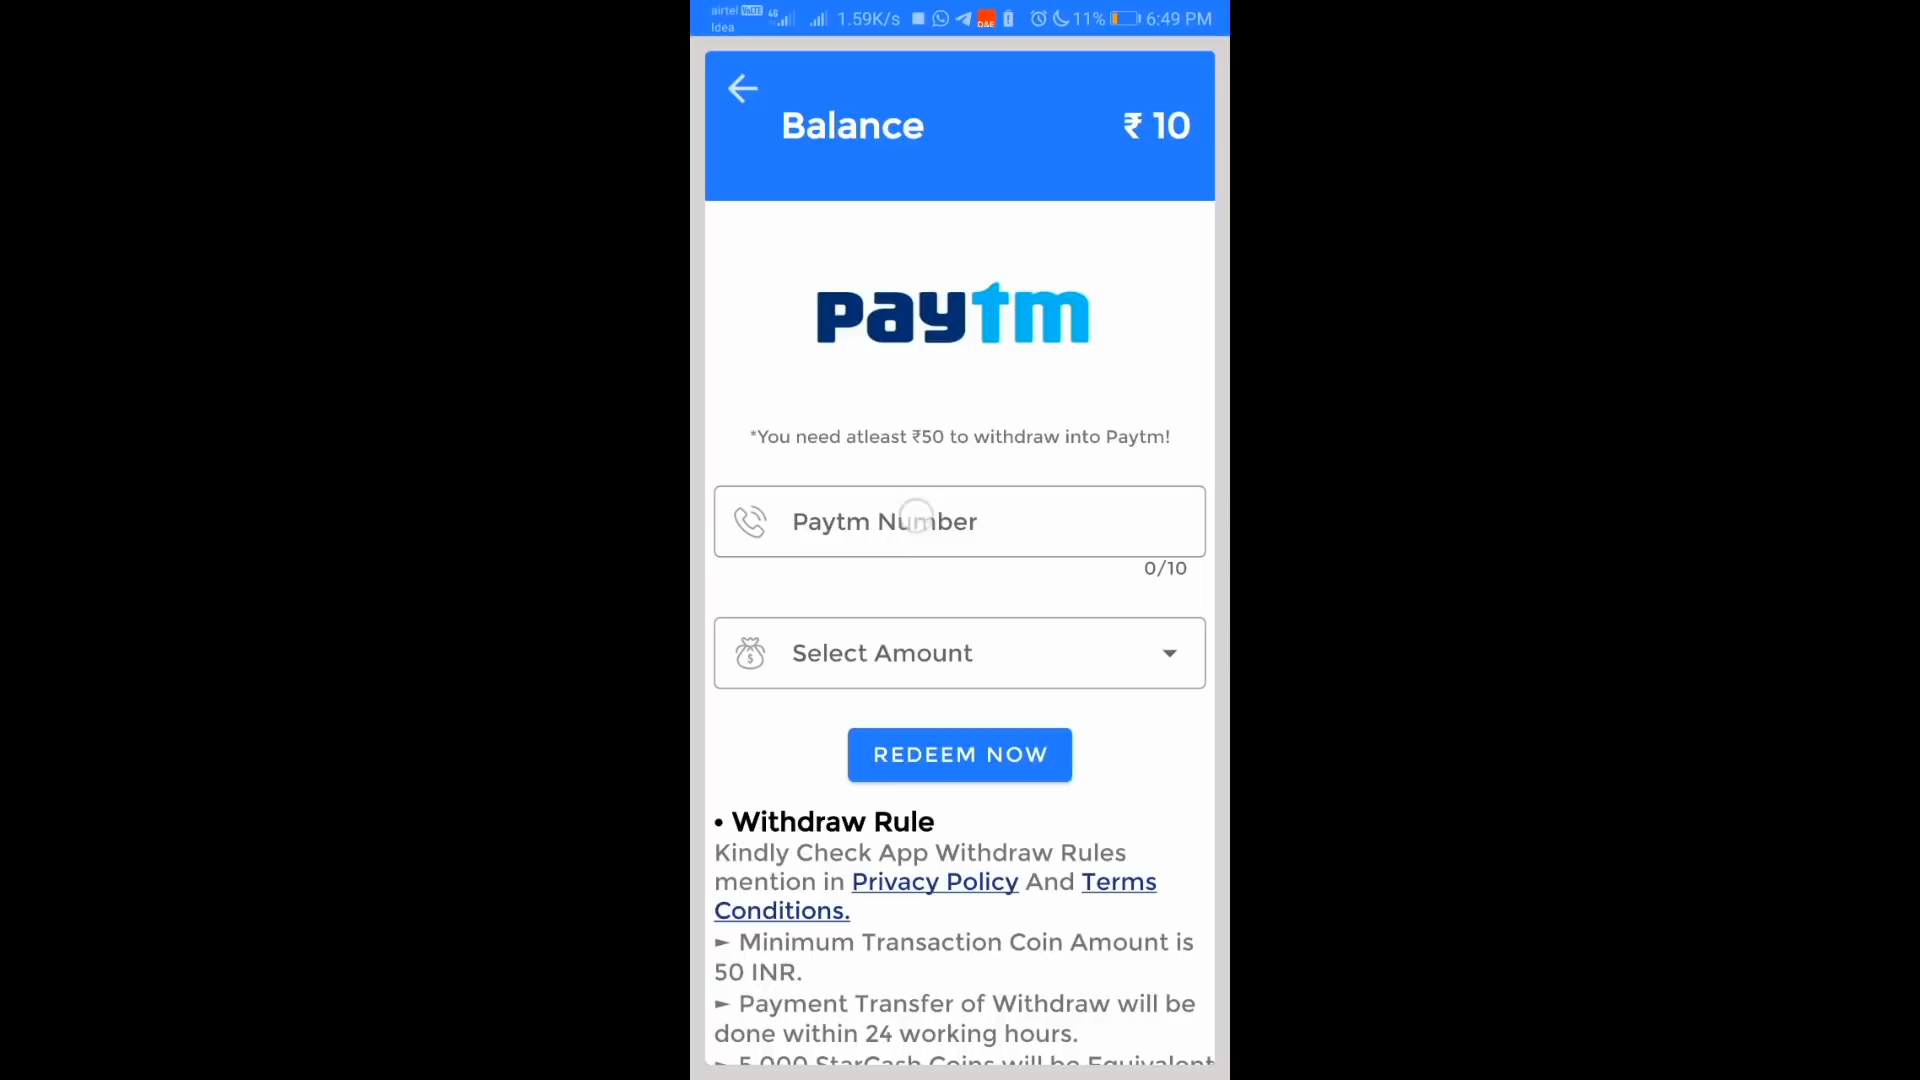 airtel VoLTE 4G 1.59K/s D&E 11% 6:49 PM
Idea
Balance ₹ 10
paytm
*You need atleast ₹50 to withdraw into Paytm!
Paytm Number
0/10
Select Amount
REDEEM NOW
• Withdraw Rule
Kindly Check App Withdraw Rules
mention in Privacy Policy And Terms
Conditions.
► Minimum Transaction Coin Amount is
50 INR.
► Payment Transfer of Withdraw will be
done within 24 working hours.
► 5,000 StarCash Coins will be Equivalent